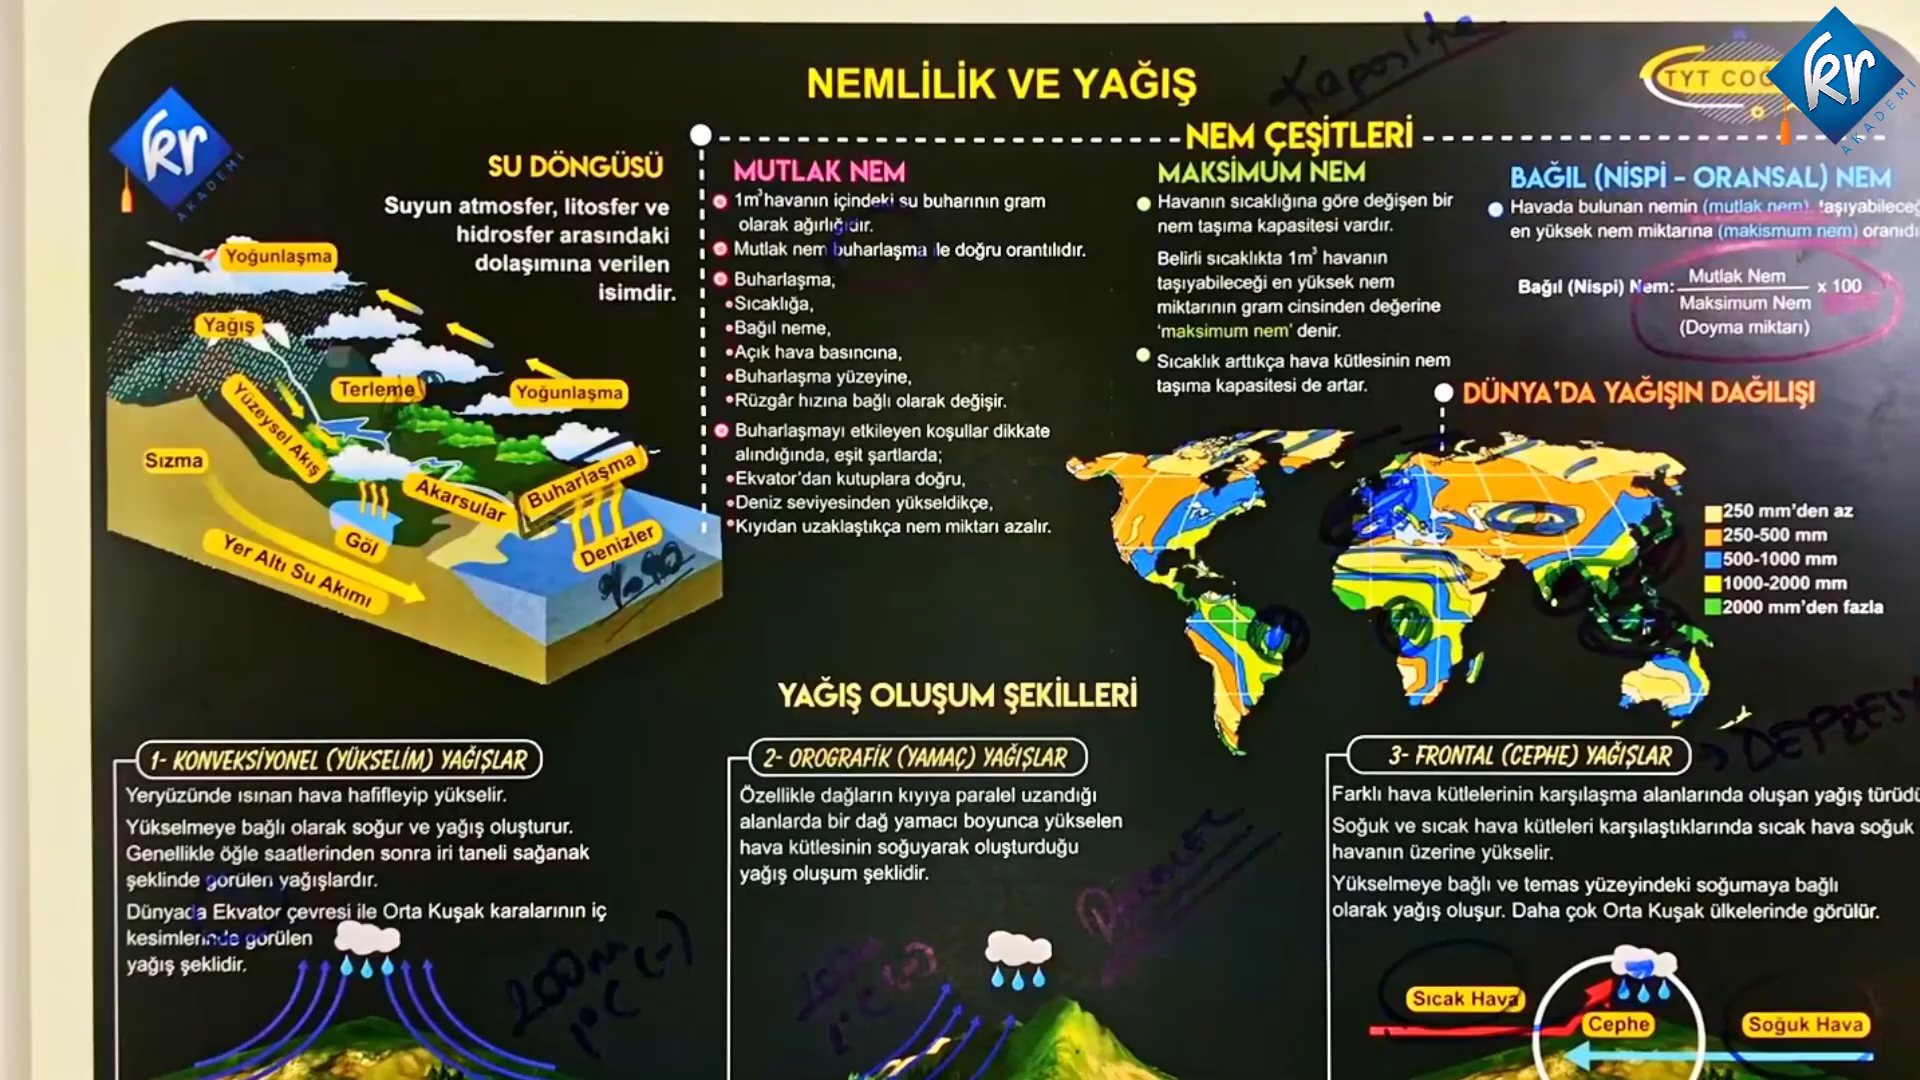 Kapasite
NEMLİLİK VE YAĞIŞ
TYT COĞ
kr
AKADEMİ
kr
AKADEMİ
NEM ÇEŞİTLERİ
SU DÖNGÜSÜ
Suyun atmosfer, litosfer ve
hidrosfer arasındaki
dolaşımına verilen
isimdir.
Yoğunlaşma
Yağış
Terleme
Yoğunlaşma
Yüzeysel Akış
Sızma
Akarsular
Buharlaşma
Göl
Denizler
Yer Altı Su Akımı
MUTLAK NEM
1m³havanın içindeki su buharının gram
olarak ağırlığıdır.
Mutlak nem buharlaşma ile doğru orantılıdır.
Buharlaşma;
•Sıcaklığa,
•Bağıl neme,
•Açık hava basıncına,
•Buharlaşma yüzeyine,
•Rüzgâr hızına bağlı olarak değişir.
Buharlaşmayı etkileyen koşullar dikkate
alındığında, eşit şartlarda;
•Ekvator'dan kutuplara doğru,
•Deniz seviyesinden yükseldikçe,
•Kıyıdan uzaklaştıkça nem miktarı azalır.
MAKSİMUM NEM
Havanın sıcaklığına göre değişen bir
nem taşıma kapasitesi vardır.
Belirli sıcaklıkta 1m³ havanın
taşıyabileceği en yüksek nem
miktarının gram cinsinden değerine
'maksimum nem' denir.
Sıcaklık arttıkça hava kütlesinin nem
taşıma kapasitesi de artar.
BAĞIL (NİSPİ - ORANSAL) NEM
Havada bulunan nemin (mutlak nem), taşıyabileceğ
en yüksek nem miktarına (makismum nem) oranıdı
Bağıl (Nispi) Nem: Mutlak Nem x 100
Maksimum Nem
(Doyma miktarı)
DÜNYA'DA YAĞIŞIN DAĞILIŞI
250 mm'den az
250-500 mm
500-1000 mm
1000-2000 mm
2000 mm'den fazla
YAĞIŞ OLUŞUM ŞEKİLLERİ
1- KONVEKSİYONEL (YÜKSELİM) YAĞIŞLAR
Yeryüzünde ısınan hava hafifleyip yükselir.
Yükselmeye bağlı olarak soğur ve yağış oluşturur.
Genellikle öğle saatlerinden sonra iri taneli sağanak
şeklinde görülen yağışlardır.
Dünyada Ekvator çevresi ile Orta Kuşak karalarının iç
kesimlerinde görülen
yağış şeklidir.
200m
1°C (-)
2- OROGRAFİK (YAMAÇ) YAĞIŞLAR
Özellikle dağların kıyıya paralel uzandığı
alanlarda bir dağ yamacı boyunca yükselen
hava kütlesinin soğuyarak oluşturduğu
yağış oluşum şeklidir.
1°C (-)
3- FRONTAL (CEPHE) YAĞIŞLAR
Farklı hava kütlelerinin karşılaşma alanlarında oluşan yağış türüdü
Soğuk ve sıcak hava kütleleri karşılaştıklarında sıcak hava soğuk
havanın üzerine yükselir.
Yükselmeye bağlı ve temas yüzeyindeki soğumaya bağlı
olarak yağış oluşur. Daha çok Orta Kuşak ülkelerinde görülür.
Sıcak Hava
Cephe
Soğuk Hava